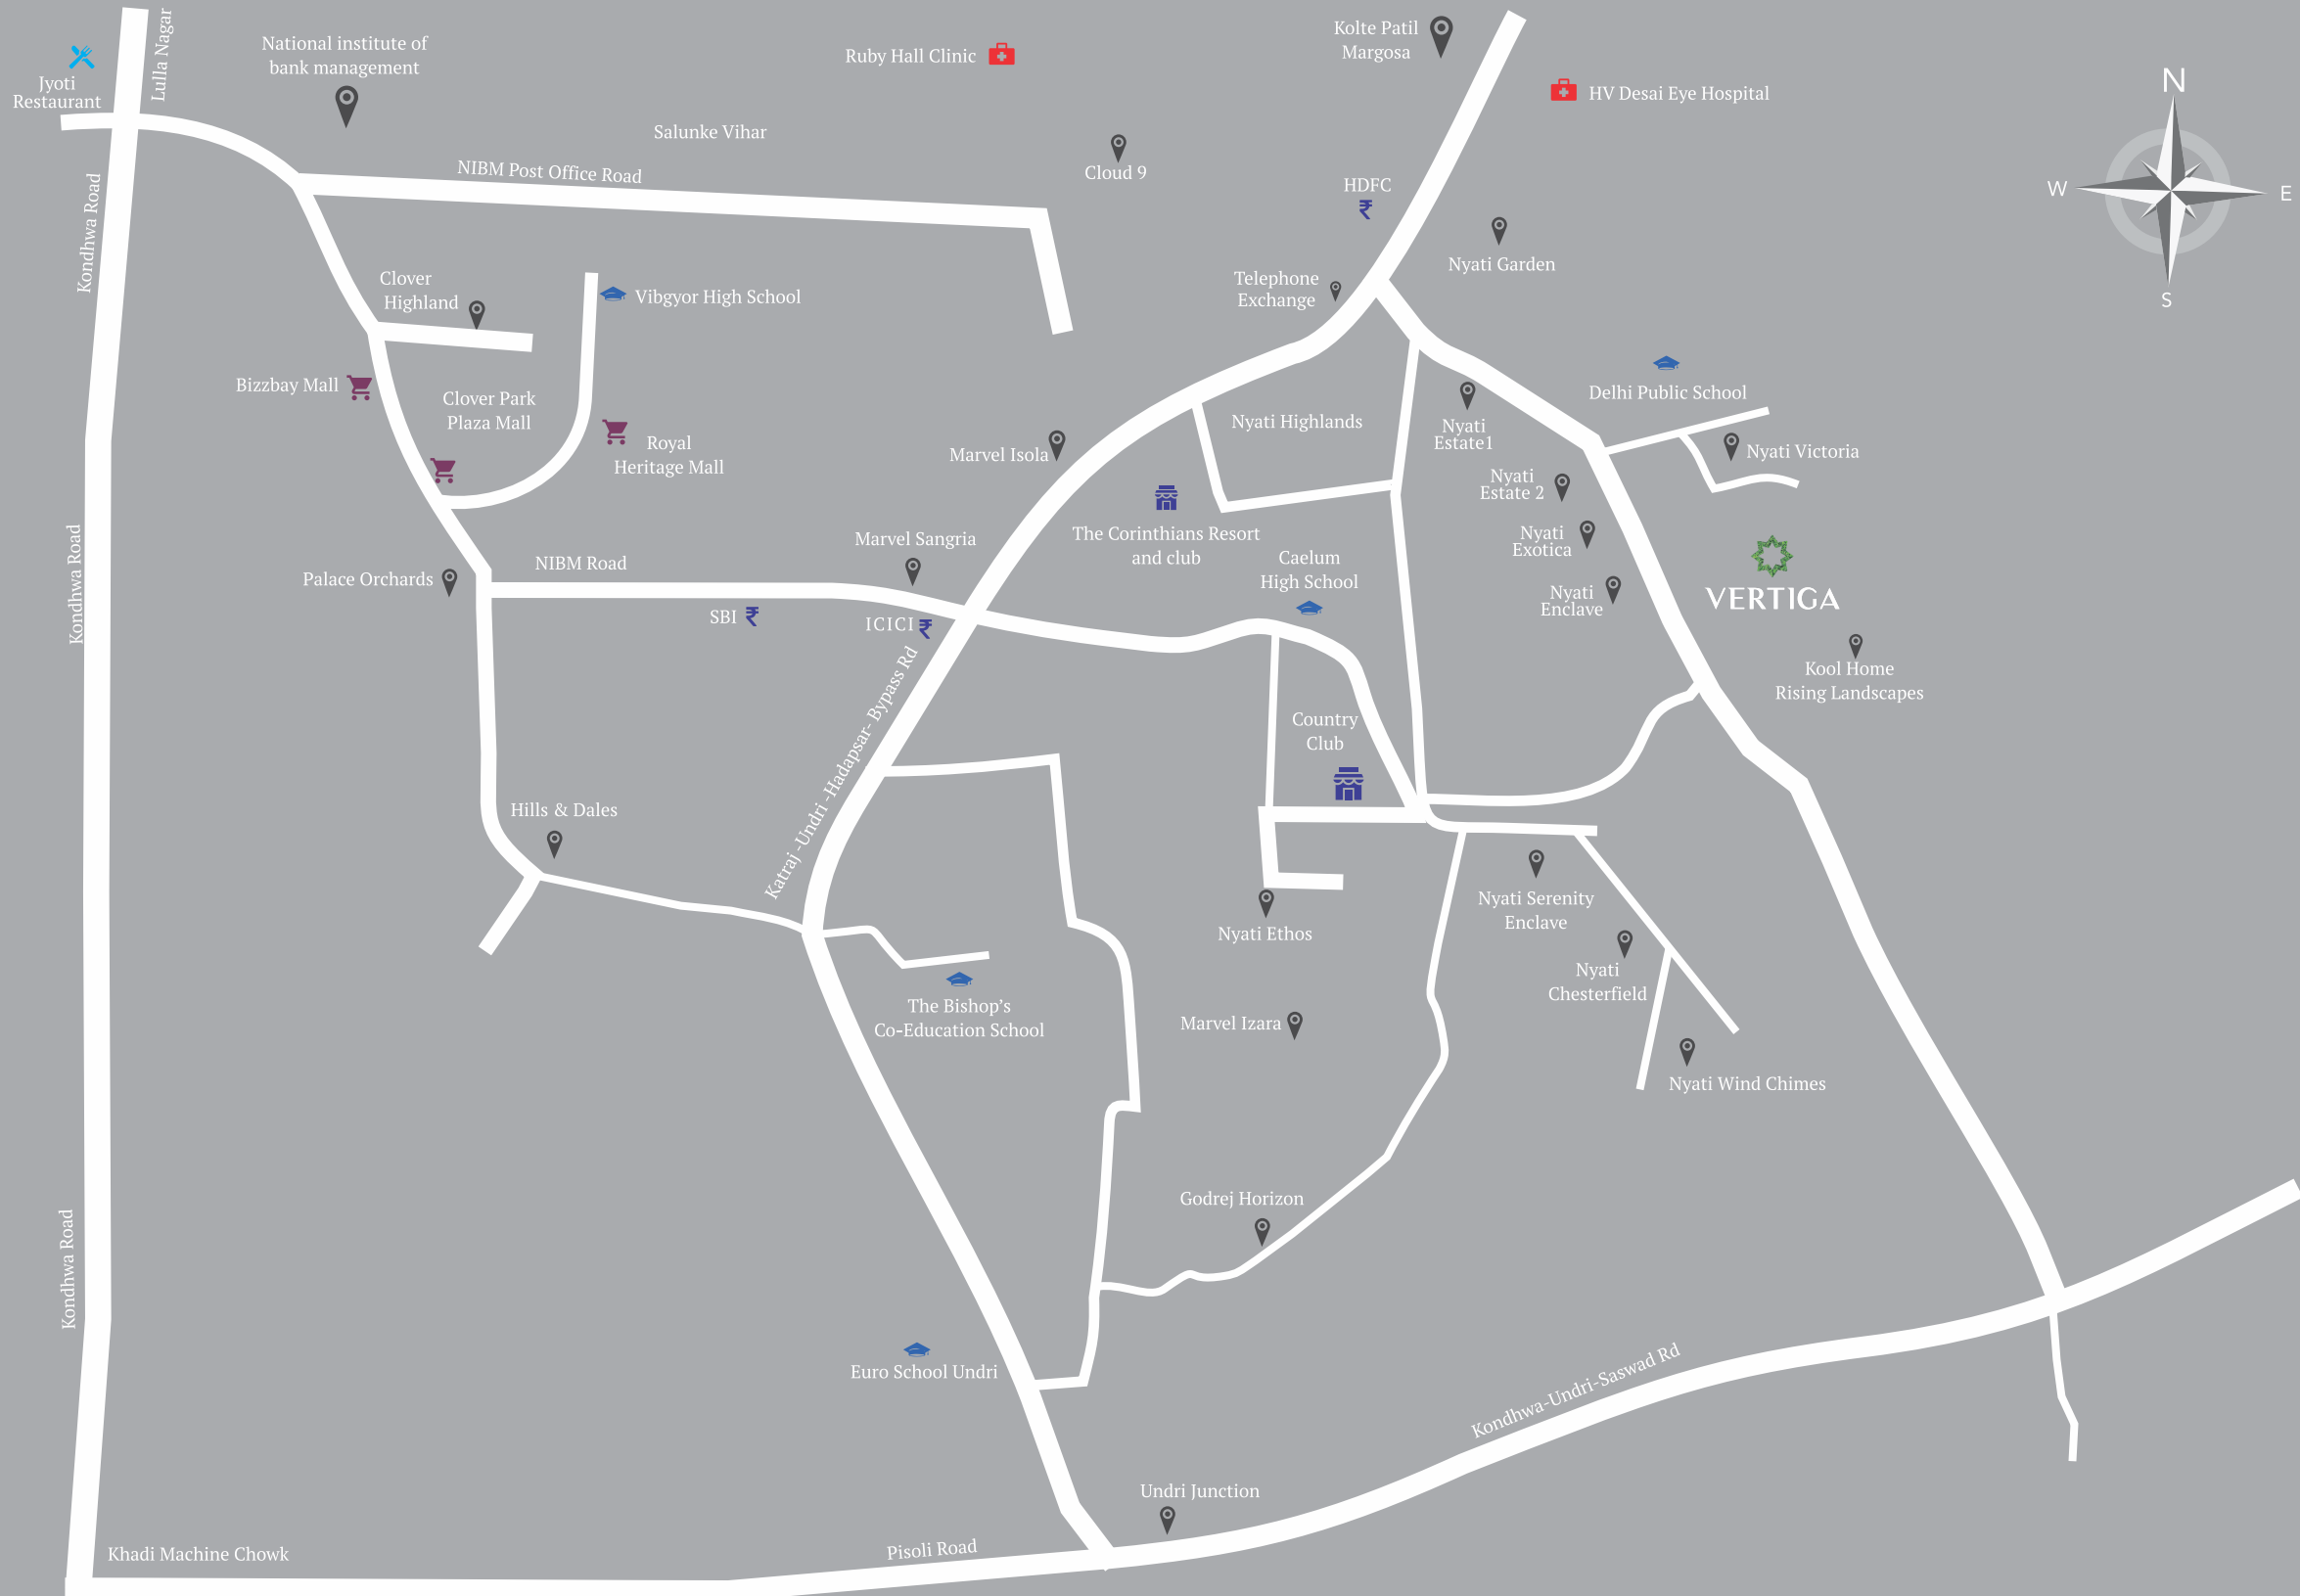 Lulla Nagar
Jyoti
Restaurant
National institute of
bank management
Ruby Hall Clinic
Kolte Patil
Margosa
HV Desai Eye Hospital
N
W
E
S
Salunke Vihar
Cloud 9
NIBM Post Office Road
HDFC
Kondhwa Road
Nyati Garden
Telephone
Exchange
Clover
Highland
Vibgyor High School
Bizzbay Mall
Clover Park
Plaza Mall
Royal
Heritage Mall
Marvel Isola
Nyati Highlands
Nyati
Estate1
Delhi Public School
Nyati Victoria
Nyati
Estate 2
Nyati
Exotica
Nyati
Enclave
VERTIGA
Kool Home
Rising Landscapes
The Corinthians Resort
and club
Caelum
High School
Marvel Sangria
NIBM Road
Palace Orchards
SBI
ICICI
Kondhwa Road
Katraj -Undri -Hadapsar- Bypass Rd
Country
Club
Hills & Dales
Nyati Ethos
Nyati Serenity
Enclave
Nyati
Chesterfield
Nyati Wind Chimes
The Bishop’s
Co-Education School
Marvel Izara
Godrej Horizon
Kondhwa Road
Euro School Undri
Kondhwa-Undri-Saswad Rd
Undri Junction
Pisoli Road
Khadi Machine Chowk